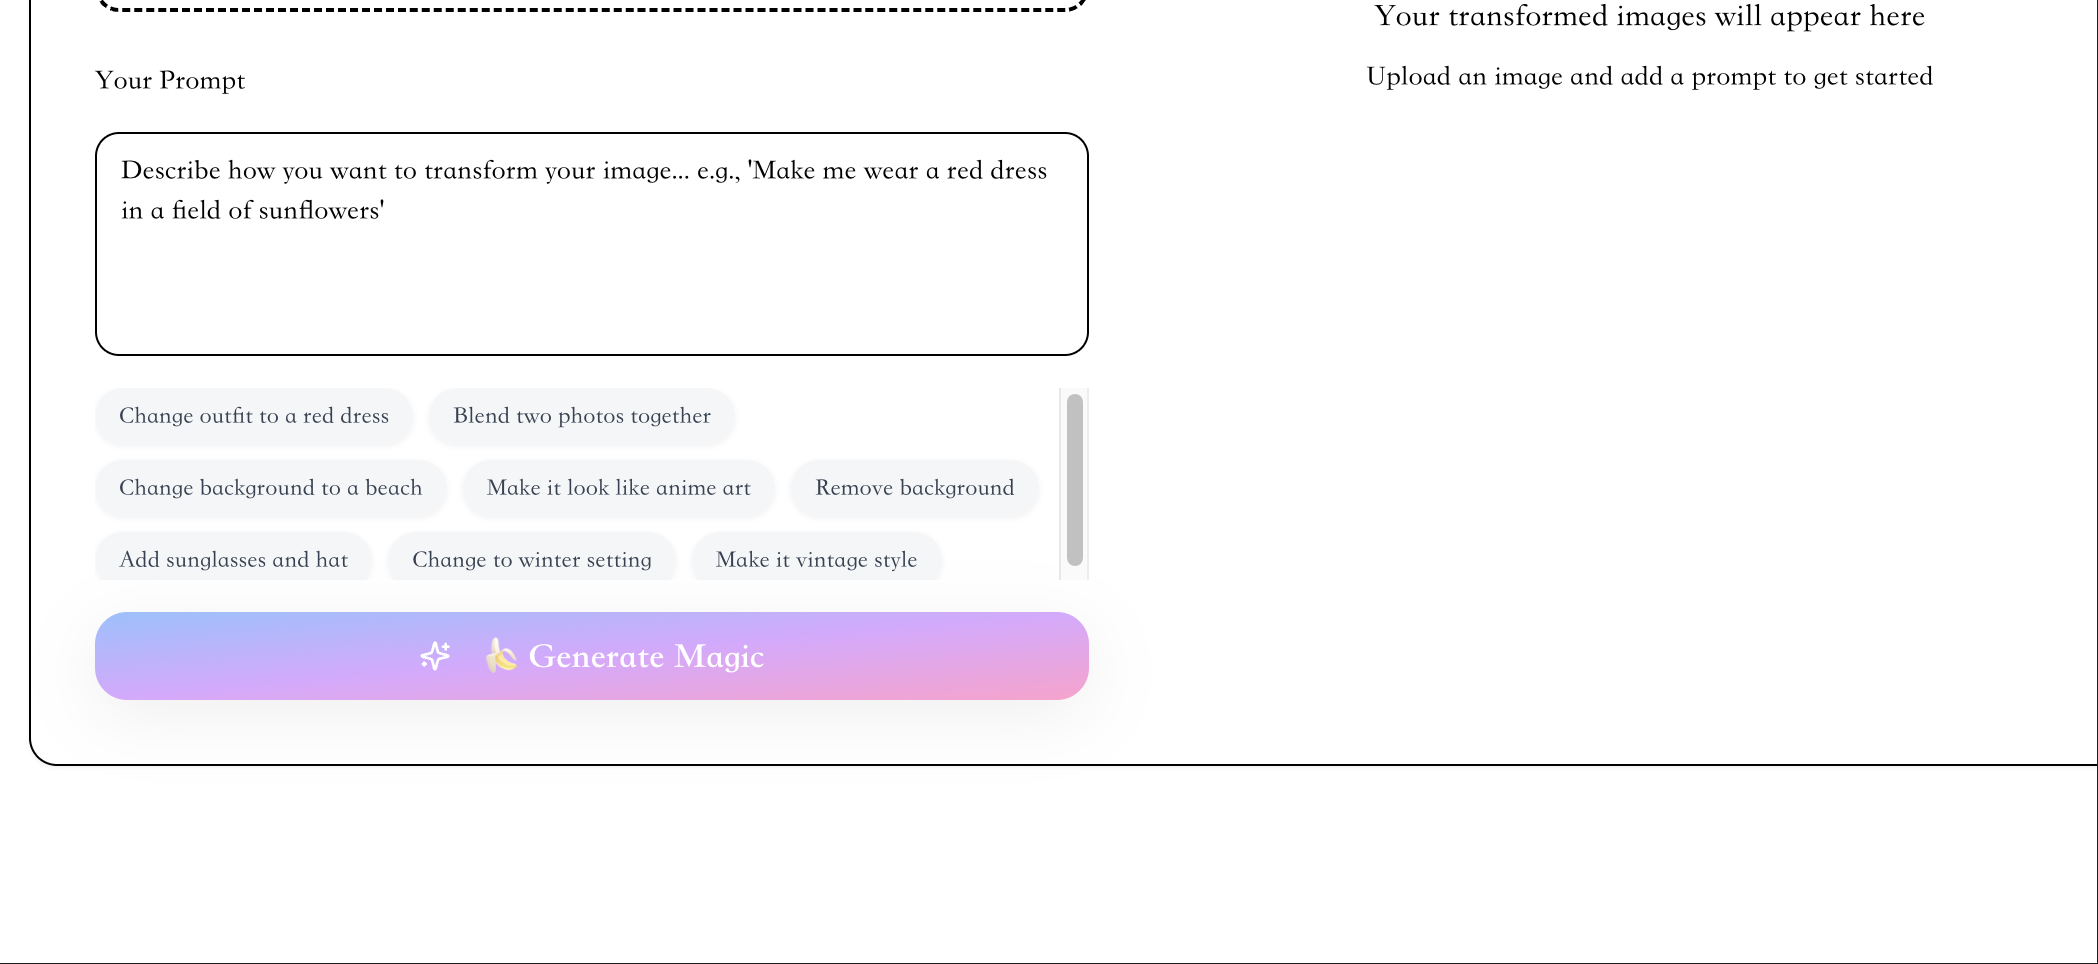 Your transformed images will appear here
Upload an image and add a prompt to get started
Your Prompt
Describe how you want to transform your image... e.g., 'Make me wear a red dress
in a field of sunflowers'
Change outfit to a red dress
Blend two photos together
Change background to a beach
Make it look like anime art
Remove background
Add sunglasses and hat
Change to winter setting
Make it vintage style
🍌 Generate Magic